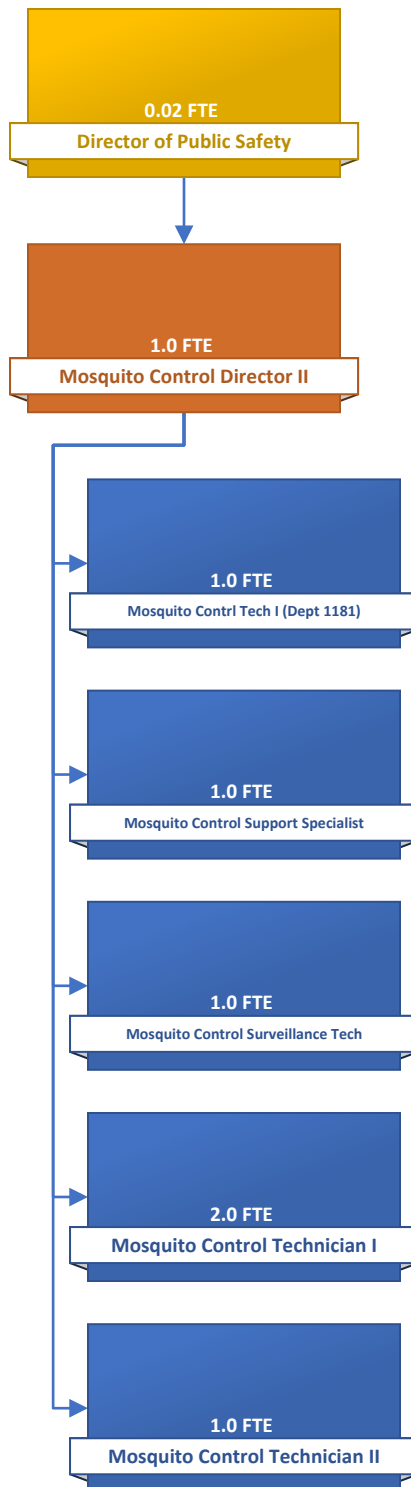 0.02 FTE
Director of Public Safety
1.0 FTE
Mosquito Control Director II
1.0 FTE
Mosquito Contrl Tech I (Dept 1181)
1.0 FTE
Mosquito Control Support Specialist
1.0 FTE
Mosquito Control Surveillance Tech
2.0 FTE
Mosquito Control Technician I
1.0 FTE
Mosquito Control Technician II